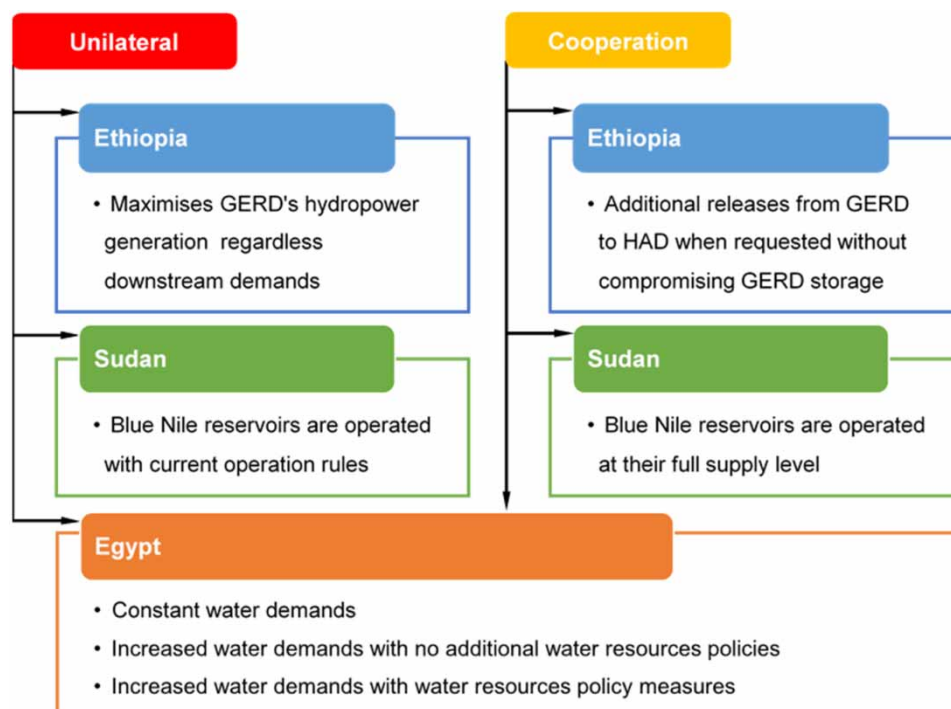 Unilateral
Cooperation
Ethiopia
• Maximises GERD's hydropower
generation regardless
downstream demands
Ethiopia
• Additional releases from GERD
to HAD when requested without
compromising GERD storage
Sudan
• Blue Nile reservoirs are operated
with current operation rules
Sudan
• Blue Nile reservoirs are operated
at their full supply level
Egypt
• Constant water demands
• Increased water demands with no additional water resources policies
• Increased water demands with water resources policy measures